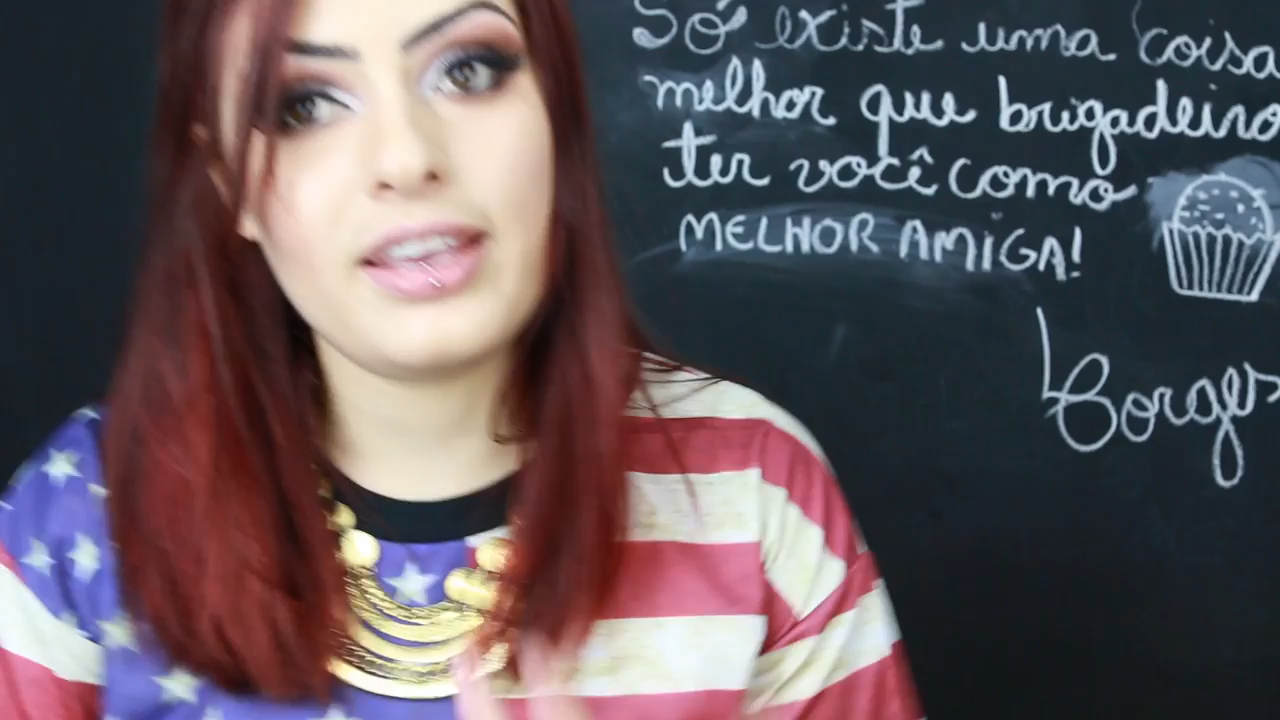 Só existe uma coisa
melhor que brigadeiro
ter você como
MELHOR AMIGA!
Borges